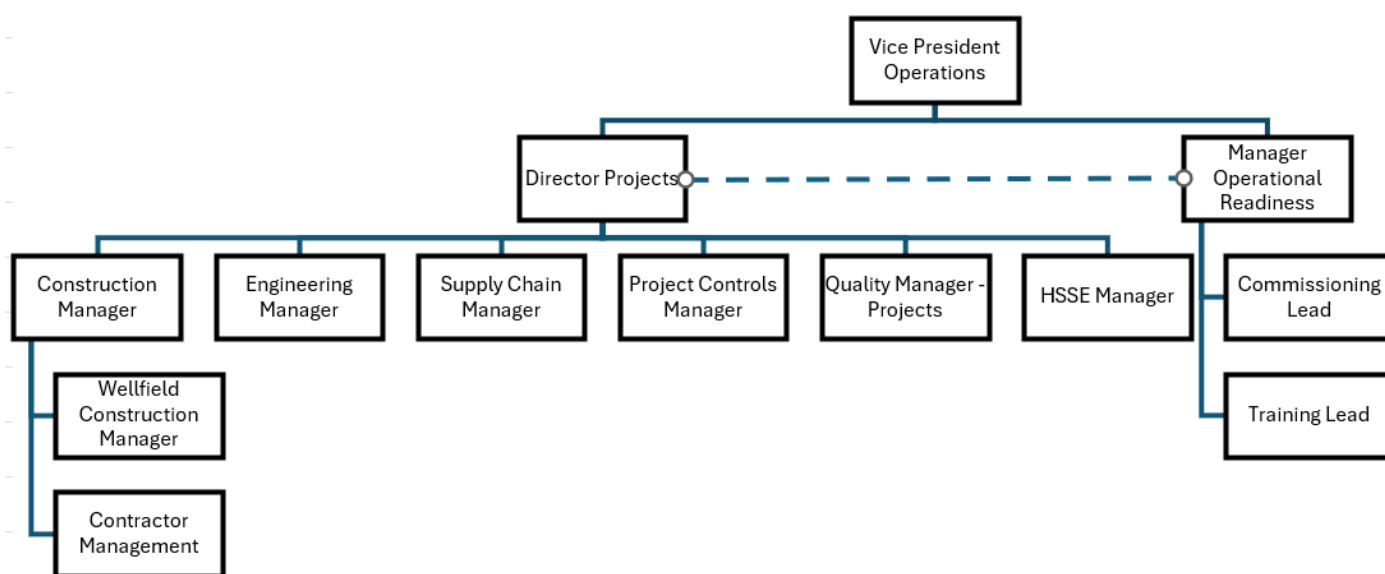 Vice President
Operations
Director Projects
Manager
Operational
Readiness
Construction
Manager
Engineering
Manager
Supply Chain
Manager
Project Controls
Manager
Quality Manager -
Projects
HSSE Manager
Commissioning
Lead
Wellfield
Construction
Manager
Training Lead
Contractor
Management